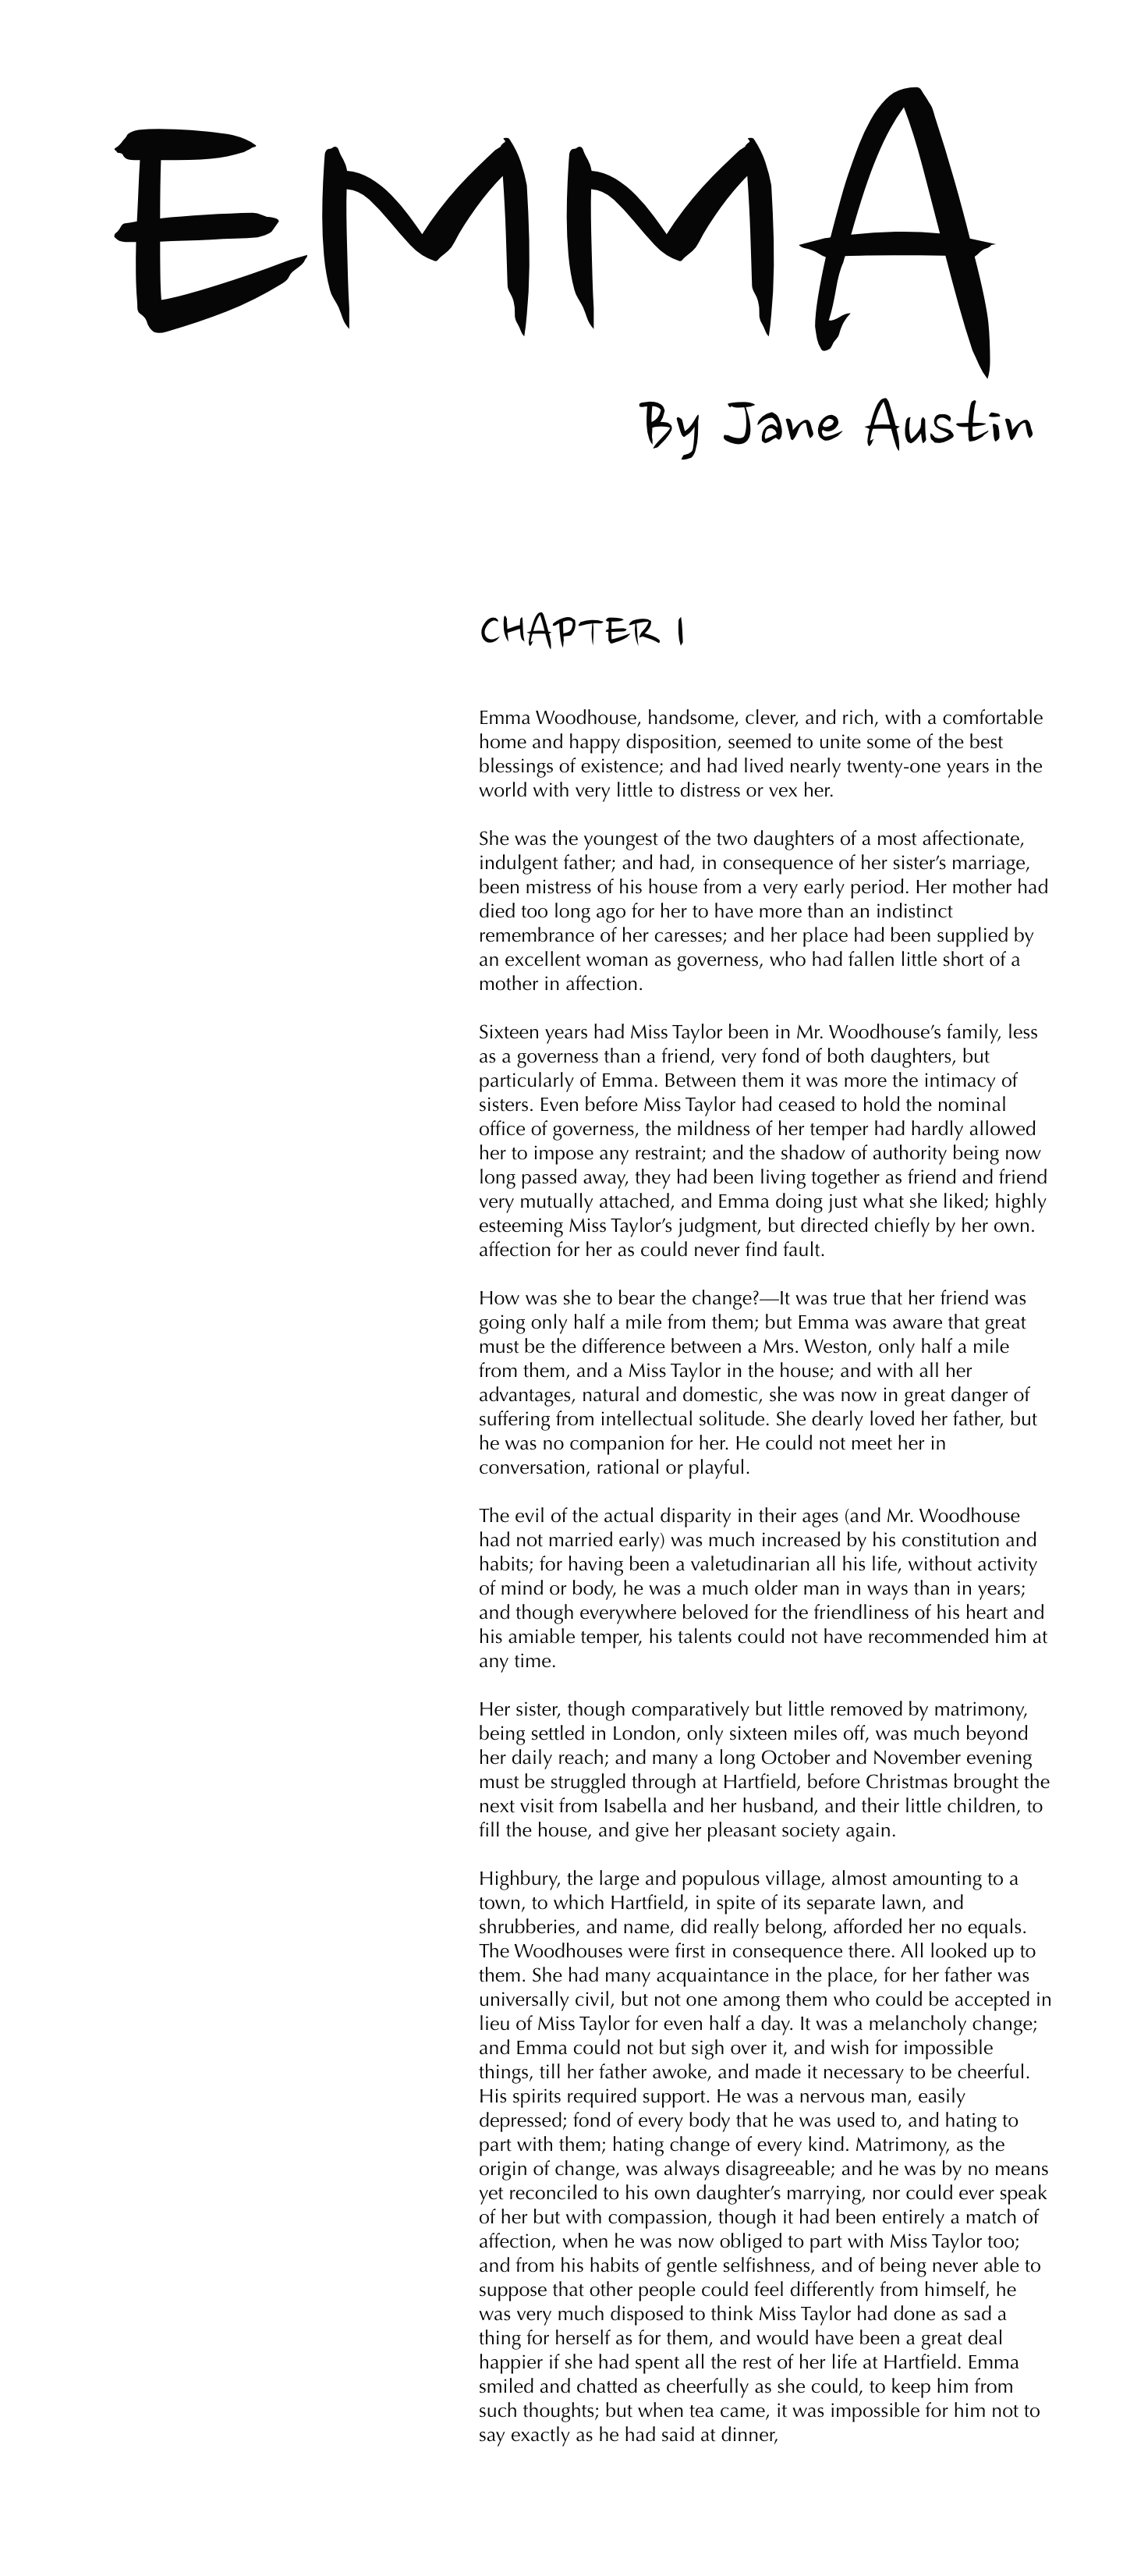 EMMA
By Jane Austin
CHAPTER 1
Emma Woodhouse, handsome, clever, and rich, with a comfortable
home and happy disposition, seemed to unite some of the best
blessings of existence; and had lived nearly twenty-one years in the
world with very little to distress or vex her.
She was the youngest of the two daughters of a most affectionate,
indulgent father; and had, in consequence of her sister’s marriage,
been mistress of his house from a very early period. Her mother had
died too long ago for her to have more than an indistinct
remembrance of her caresses; and her place had been supplied by
an excellent woman as governess, who had fallen little short of a
mother in affection.
Sixteen years had Miss Taylor been in Mr. Woodhouse’s family, less
as a governess than a friend, very fond of both daughters, but
particularly of Emma. Between them it was more the intimacy of
sisters. Even before Miss Taylor had ceased to hold the nominal
office of governess, the mildness of her temper had hardly allowed
her to impose any restraint; and the shadow of authority being now
long passed away, they had been living together as friend and friend
very mutually attached, and Emma doing just what she liked; highly
esteeming Miss Taylor’s judgment, but directed chiefly by her own.
affection for her as could never find fault.
How was she to bear the change?—It was true that her friend was
going only half a mile from them; but Emma was aware that great
must be the difference between a Mrs. Weston, only half a mile
from them, and a Miss Taylor in the house; and with all her
advantages, natural and domestic, she was now in great danger of
suffering from intellectual solitude. She dearly loved her father, but
he was no companion for her. He could not meet her in
conversation, rational or playful.
The evil of the actual disparity in their ages (and Mr. Woodhouse
had not married early) was much increased by his constitution and
habits; for having been a valetudinarian all his life, without activity
of mind or body, he was a much older man in ways than in years;
and though everywhere beloved for the friendliness of his heart and
his amiable temper, his talents could not have recommended him at
any time.
Her sister, though comparatively but little removed by matrimony,
being settled in London, only sixteen miles off, was much beyond
her daily reach; and many a long October and November evening
must be struggled through at Hartfield, before Christmas brought the
next visit from Isabella and her husband, and their little children, to
fill the house, and give her pleasant society again.
Highbury, the large and populous village, almost amounting to a
town, to which Hartfield, in spite of its separate lawn, and
shrubberies, and name, did really belong, afforded her no equals.
The Woodhouses were first in consequence there. All looked up to
them. She had many acquaintance in the place, for her father was
universally civil, but not one among them who could be accepted in
lieu of Miss Taylor for even half a day. It was a melancholy change;
and Emma could not but sigh over it, and wish for impossible
things, till her father awoke, and made it necessary to be cheerful.
His spirits required support. He was a nervous man, easily
depressed; fond of every body that he was used to, and hating to
part with them; hating change of every kind. Matrimony, as the
origin of change, was always disagreeable; and he was by no means
yet reconciled to his own daughter’s marrying, nor could ever speak
of her but with compassion, though it had been entirely a match of
affection, when he was now obliged to part with Miss Taylor too;
and from his habits of gentle selfishness, and of being never able to
suppose that other people could feel differently from himself, he
was very much disposed to think Miss Taylor had done as sad a
thing for herself as for them, and would have been a great deal
happier if she had spent all the rest of her life at Hartfield. Emma
smiled and chatted as cheerfully as she could, to keep him from
such thoughts; but when tea came, it was impossible for him not to
say exactly as he had said at dinner,